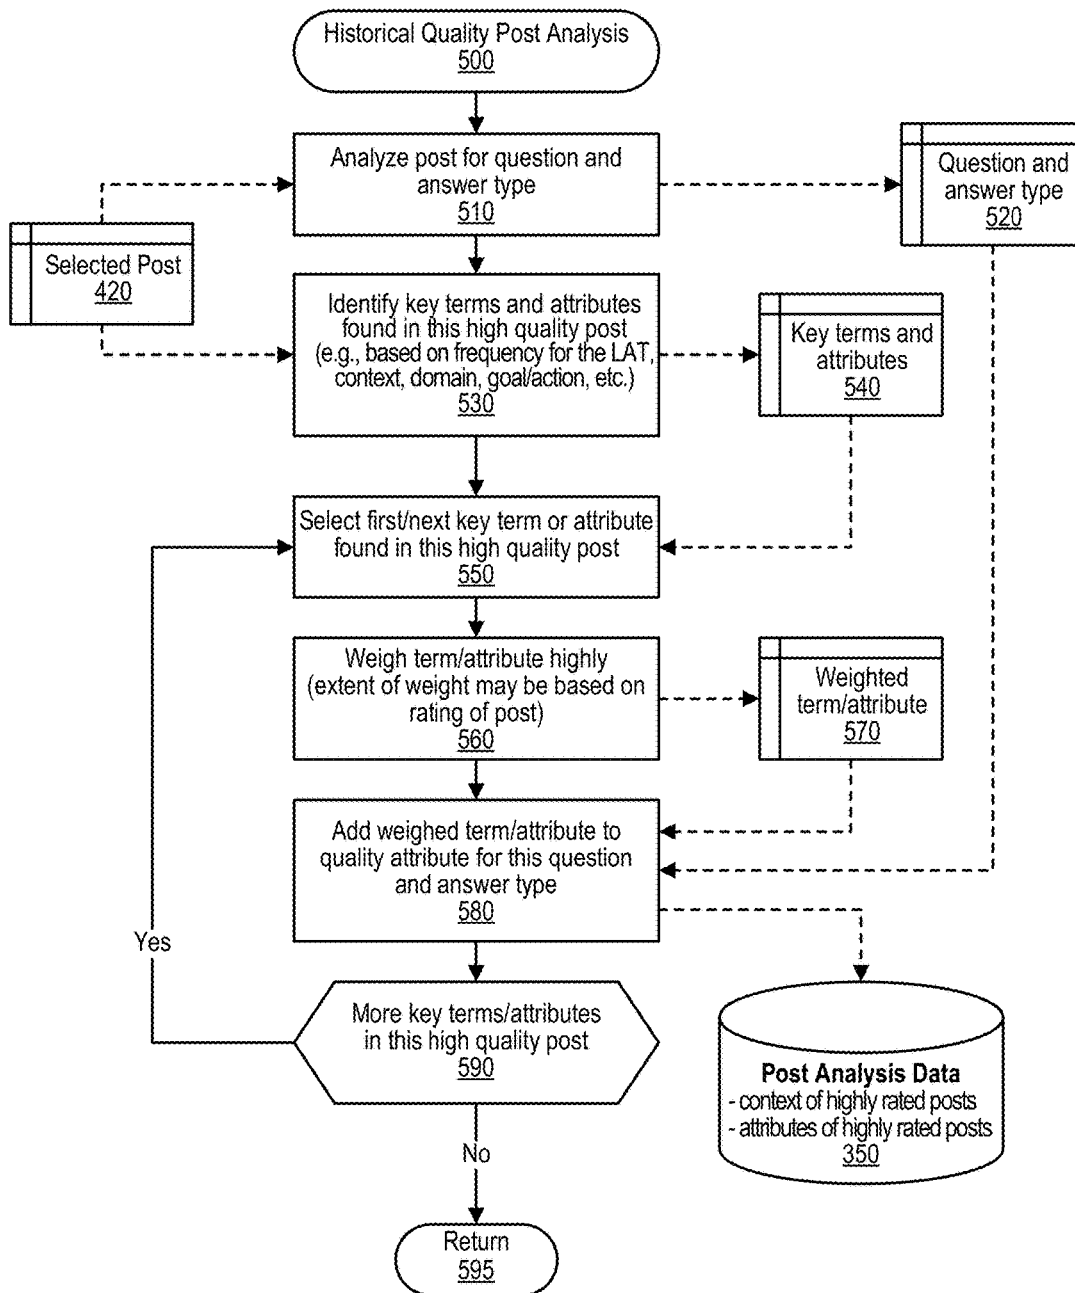 Historical Quality Post Analysis
500
Analyze post for question and
answer type
510
Question and
answer type
520
Selected Post
420
Identify key terms and attributes
found in this high quality post
(e.g., based on frequency for the LAT,
context, domain, goal/action, etc.)
530
Key terms and
attributes
540
Select first/next key term or attribute
found in this high quality post
550
Weigh term/attribute highly
(extent of weight may be based on
rating of post)
560
Weighted
term/attribute
570
Add weighed term/attribute to
quality attribute for this question
and answer type
580
Yes
More key terms/attributes
in this high quality post
590
Post Analysis Data
- context of highly rated posts
- attributes of highly rated posts
350
No
Return
595